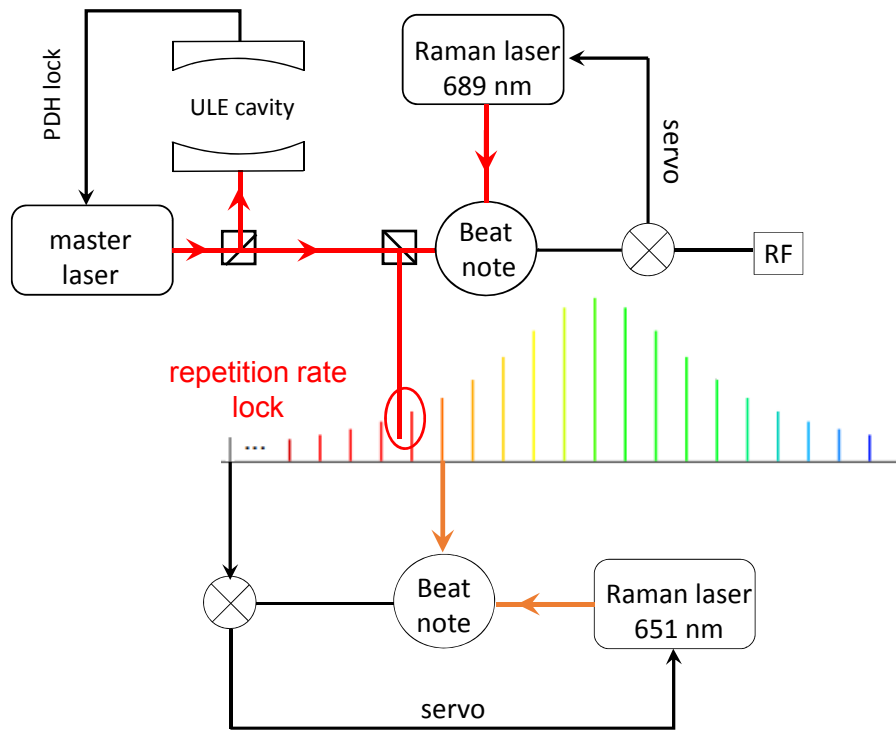 PDH lock
ULE cavity
Raman laser
689 nm
servo
master
laser
Beat
note
RF
repetition rate
lock
...
Beat
note
Raman laser
651 nm
servo